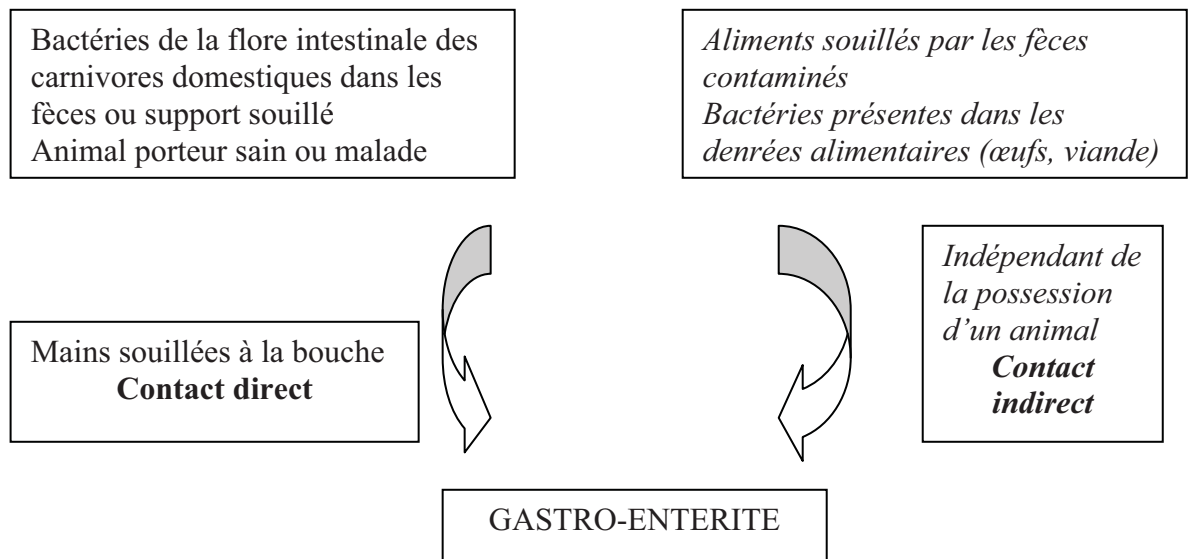 Bactéries de la flore intestinale des
carnivores domestiques dans les
fèces ou support souillé
Animal porteur sain ou malade
Aliments souillés par les fèces
contaminés
Bactéries présentes dans les
denrées alimentaires (œufs, viande)
Mains souillées à la bouche
Contact direct
Indépendant de
la possession
d’un animal
Contact
indirect
GASTRO-ENTERITE